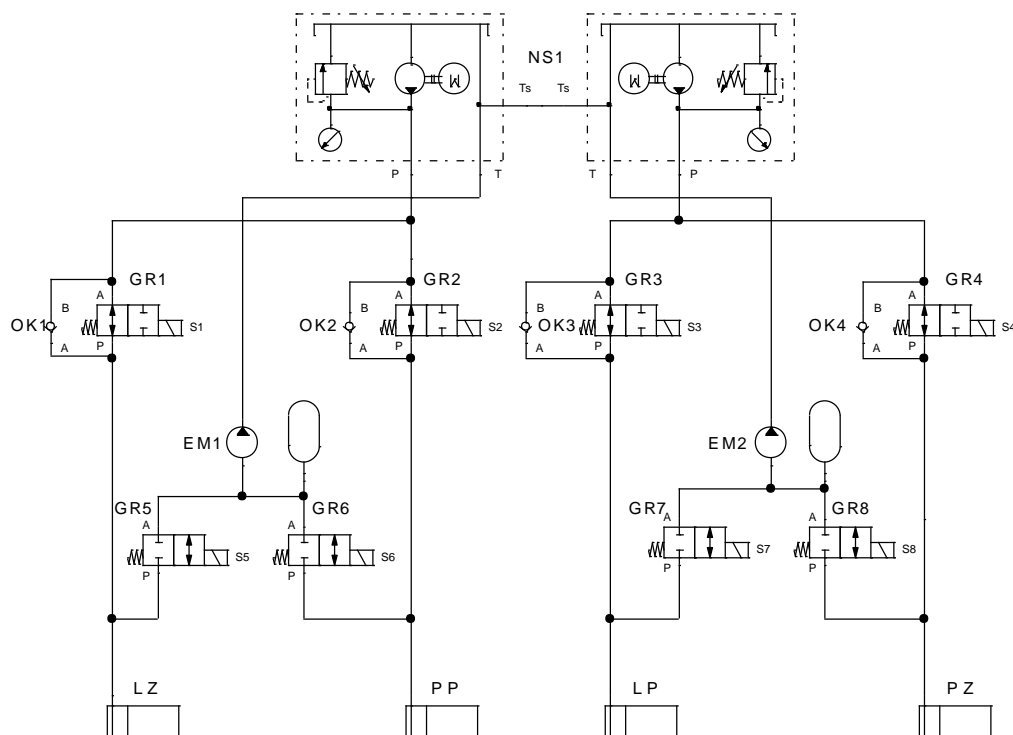 NS1
M
M
Ts Ts
P T T P
GR1 GR2 GR3 GR4
A A A A
B B B B
OK1 S1 OK2 S2 OK3 S3 OK4 S4
A P A P A P A P
EM1 EM2
GR5 GR6 GR7 GR8
A A A A
S5 S6 S7 S8
P P P P
LZ PP LP PZ